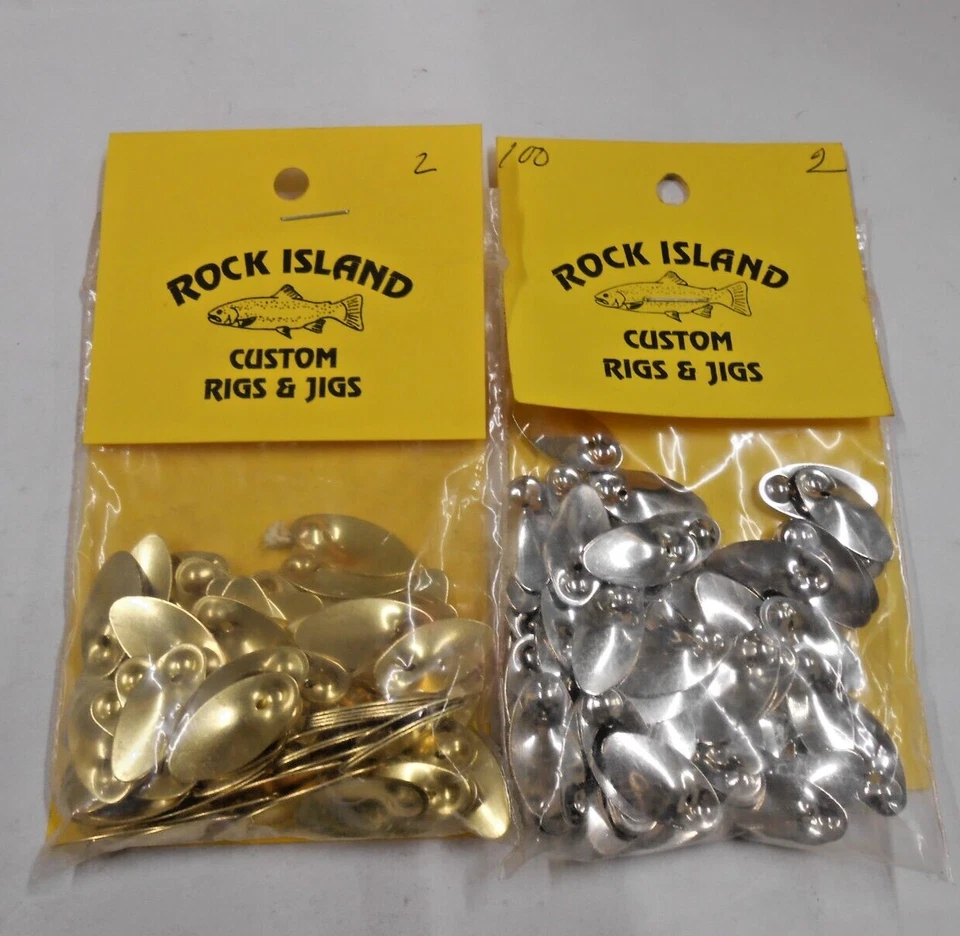 2
ROCK ISLAND
CUSTOM
RIGS & JIGS
100 2
ROCK ISLAND
CUSTOM
RIGS & JIGS